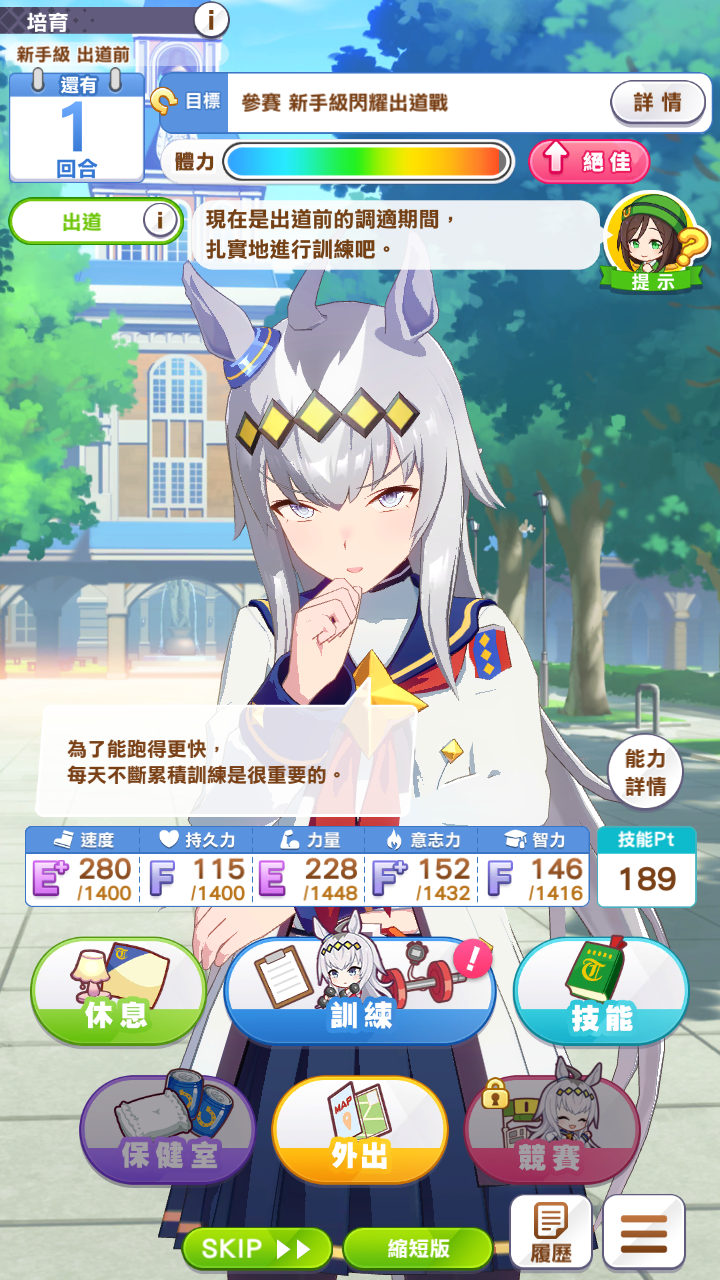 培育
i
新手級 出道前
還有
1
回合
目標
參賽 新手級閃耀出道戰
詳情
體力
絕佳
出道
i
現在是出道前的調適期間，
扎實地進行訓練吧。
提示
為了能跑得更快，
每天不斷累積訓練是很重要的。
能力
詳情
速度 持久力 力量 意志力 智力 技能Pt
E+ 280 F 115 E 228 F+ 152 F 146 189
/1400 /1400 /1448 /1432 /1416
休息
訓練
技能
保健室
MAP
外出
競賽
SKIP
縮短版
履歷